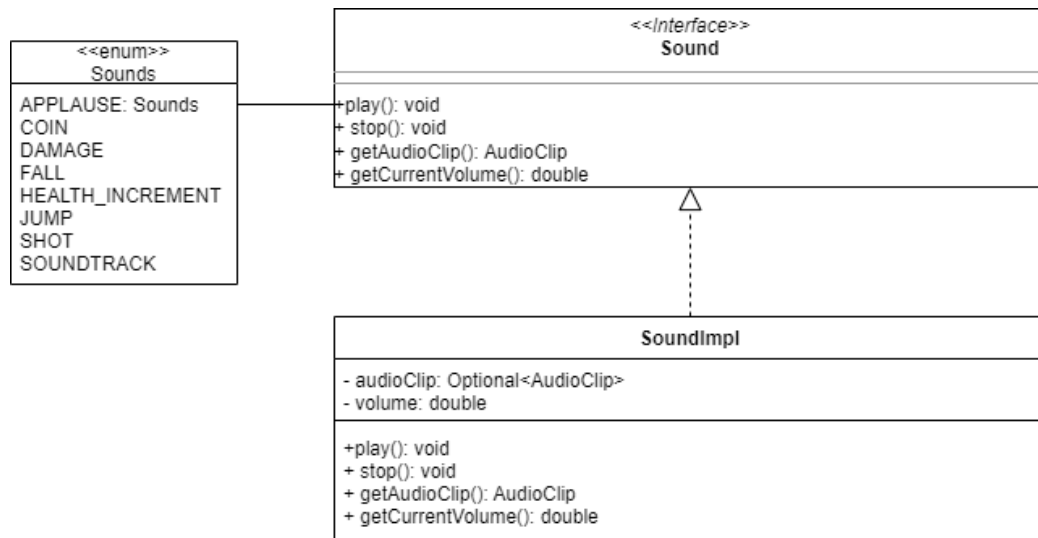 <<enum>>
Sounds
APPLAUSE: Sounds
COIN
DAMAGE
FALL
HEALTH_INCREMENT
JUMP
SHOT
SOUNDTRACK
<<Interface>>
Sound
+play(): void
+ stop(): void
+ getAudioClip(): AudioClip
+ getCurrentVolume(): double
SoundImpl
- audioClip: Optional<AudioClip>
- volume: double
+play(): void
+ stop(): void
+ getAudioClip(): AudioClip
+ getCurrentVolume(): double